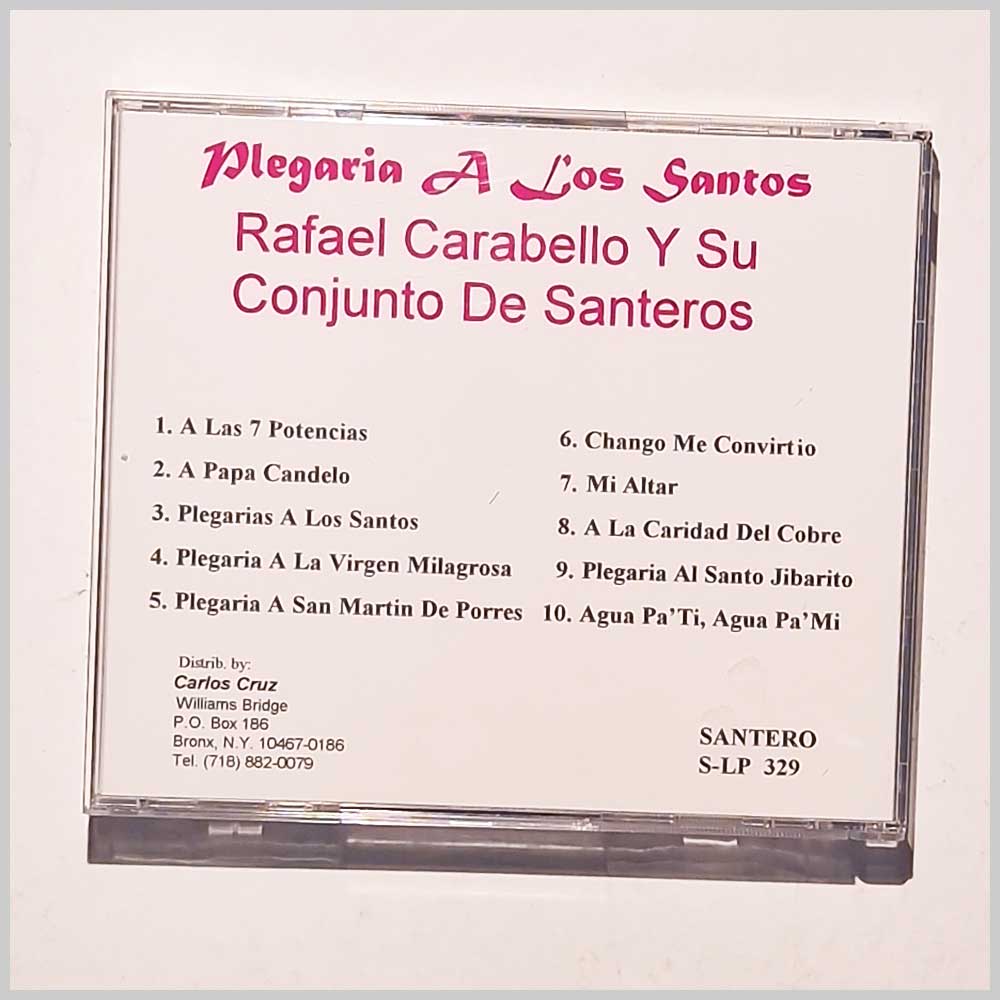 Plegaria A Los Santos
Rafael Carabello Y Su
Conjunto De Santeros
1. A Las 7 Potencias
2. A Papa Candelo
3. Plegarias A Los Santos
4. Plegaria A La Virgen Milagrosa
5. Plegaria A San Martin De Porres
6. Chango Me Convirtio
7. Mi Altar
8. A La Caridad Del Cobre
9. Plegaria Al Santo Jibarito
10. Agua Pa'Ti, Agua Pa'Mi
Distrib. by:
Carlos Cruz
Williams Bridge
P.O. Box 186
Bronx, N.Y. 10467-0186
Tel. (718) 882-0079
SANTERO
S-LP 329